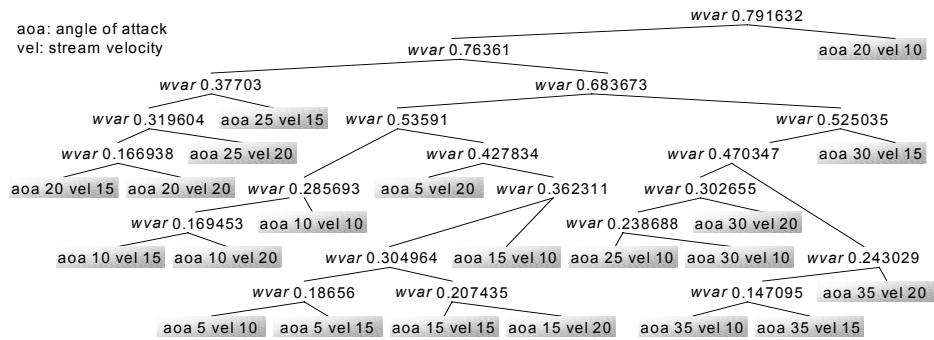 wvar 0.791632
aoa: angle of attack
vel: stream velocity
wvar 0.76361
aoa 20 vel 10
wvar 0.37703
wvar 0.683673
wvar 0.319604
aoa 25 vel 15
wvar 0.53591
wvar 0.525035
wvar 0.166938
aoa 25 vel 20
wvar 0.427834
wvar 0.470347
aoa 30 vel 15
aoa 20 vel 15
aoa 20 vel 20
wvar 0.285693
aoa 5 vel 20
wvar 0.362311
wvar 0.302655
wvar 0.169453
aoa 10 vel 10
wvar 0.238688
aoa 30 vel 20
aoa 10 vel 15
aoa 10 vel 20
wvar 0.304964
aoa 15 vel 10
aoa 25 vel 10
aoa 30 vel 10
wvar 0.243029
wvar 0.18656
wvar 0.207435
wvar 0.147095
aoa 35 vel 20
aoa 5 vel 10
aoa 5 vel 15
aoa 15 vel 15
aoa 15 vel 20
aoa 35 vel 10
aoa 35 vel 15